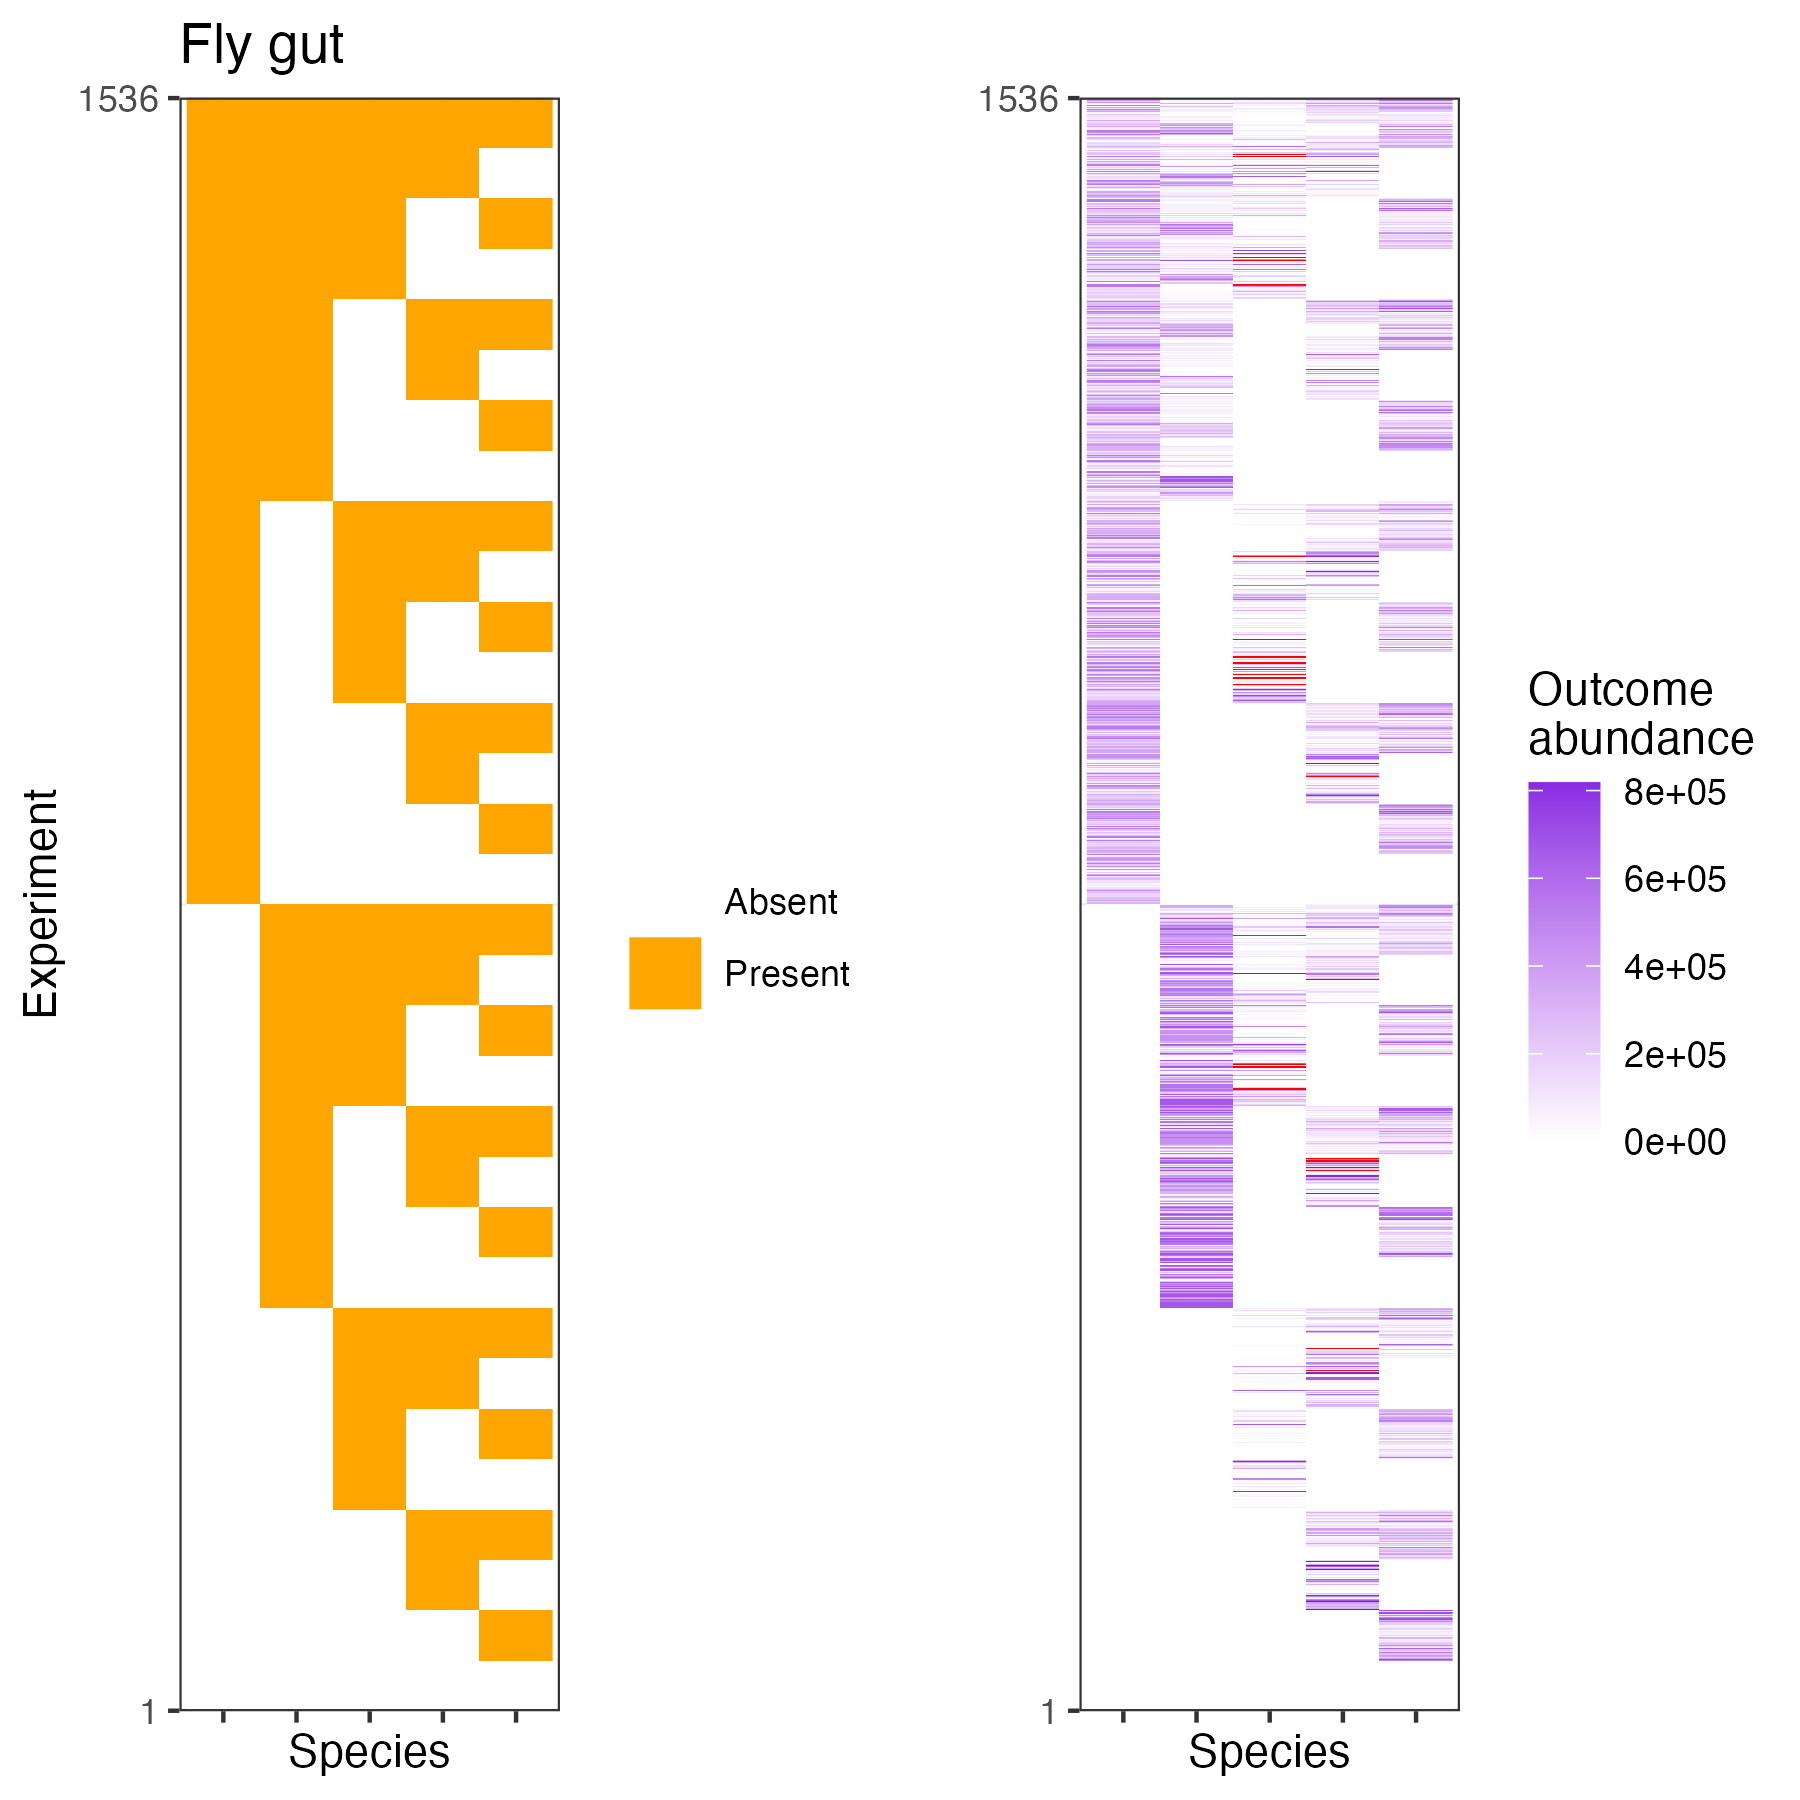 Fly gut
1536
Experiment
1
Species
Absent
Present
1536
1
Species
Outcome
abundance
8e+05
6e+05
4e+05
2e+05
0e+00